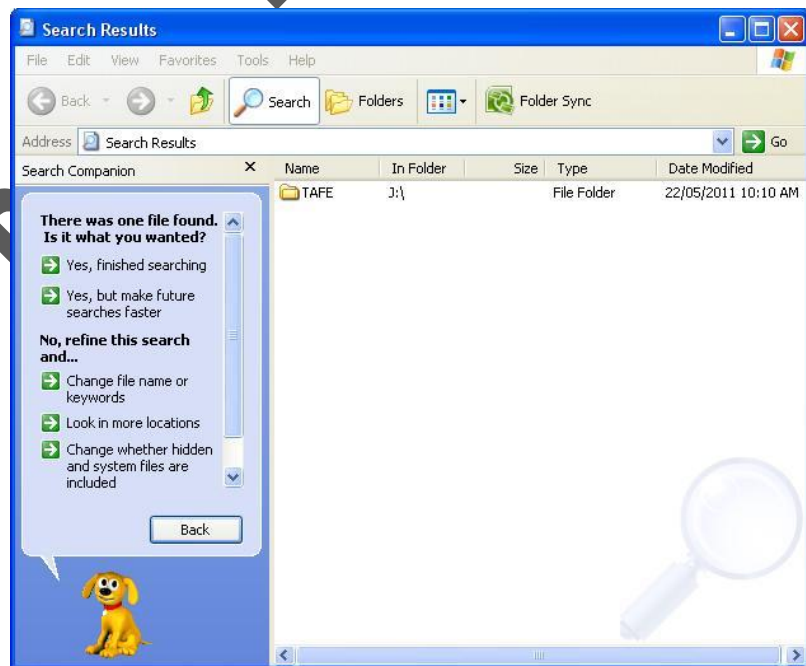 Search Results
File Edit View Favorites Tools Help
Back Search Folders Folder Sync
Address Search Results Go
Search Companion
There was one file found.
Is it what you wanted?
Yes, finished searching
Yes, but make future
searches faster
No, refine this search
and...
Change file name or
keywords
Look in more locations
Change whether hidden
and system files are
included
Back
Name In Folder Size Type Date Modified
TAFE J:\ File Folder 22/05/2011 10:10 AM